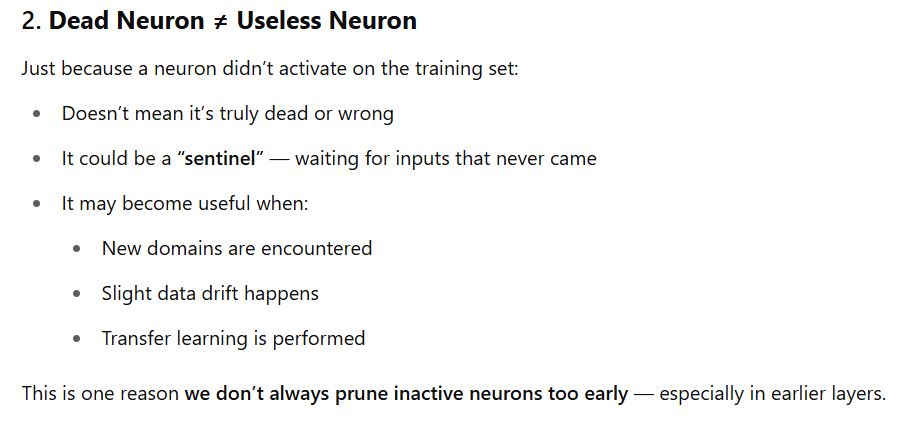 2. Dead Neuron ≠ Useless Neuron
Just because a neuron didn’t activate on the training set:
• Doesn’t mean it’s truly dead or wrong
• It could be a “sentinel” — waiting for inputs that never came
• It may become useful when:
• New domains are encountered
• Slight data drift happens
• Transfer learning is performed
This is one reason we don’t always prune inactive neurons too early — especially in earlier layers.